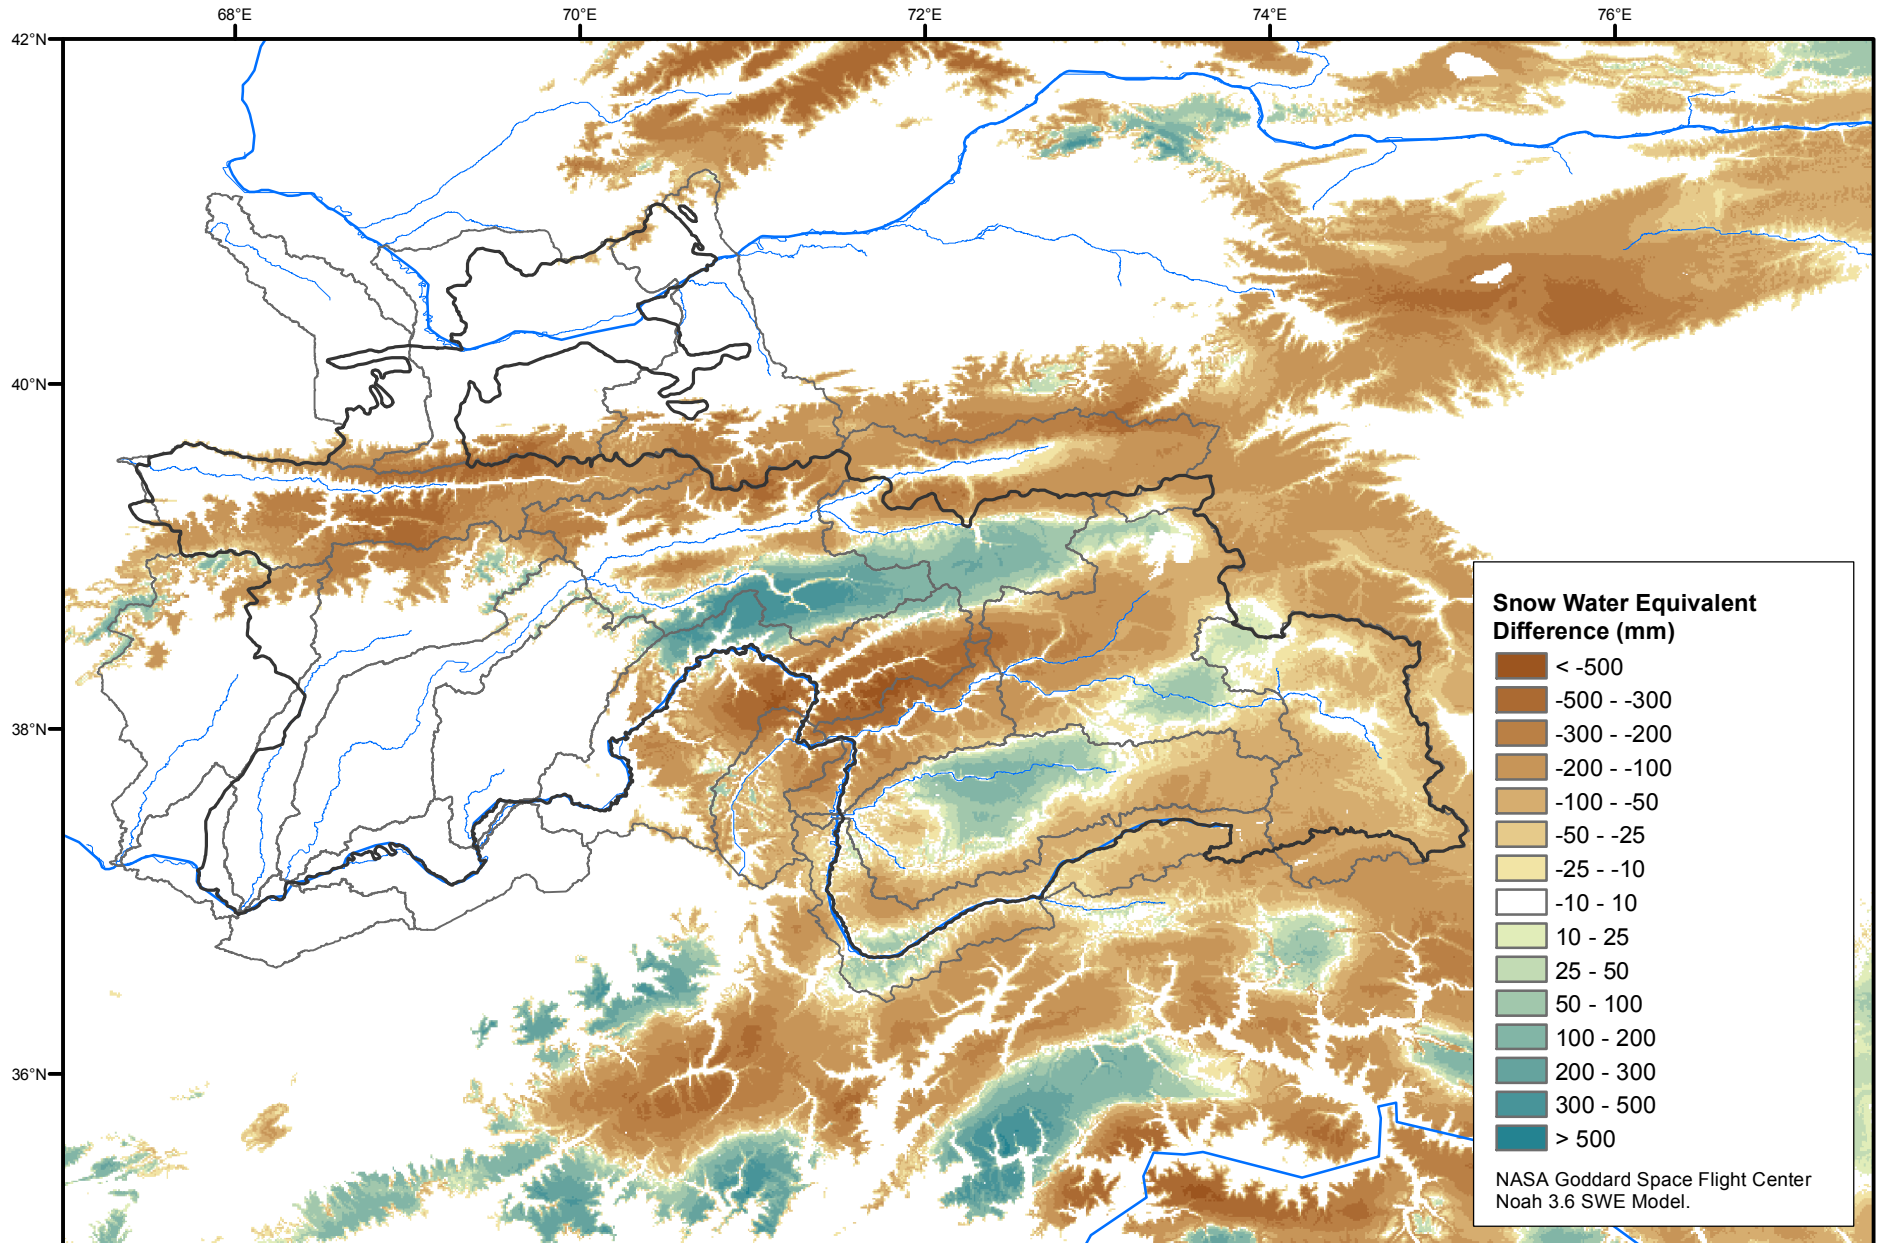 68°E
70°E
72°E
74°E
76°E
42°N
40°N
38°N
36°N
Snow Water Equivalent
Difference (mm)
< -500
-500 - -300
-300 - -200
-200 - -100
-100 - -50
-50 - -25
-25 - -10
-10 - 10
10 - 25
25 - 50
50 - 100
100 - 200
200 - 300
300 - 500
> 500
NASA Goddard Space Flight Center
Noah 3.6 SWE Model.